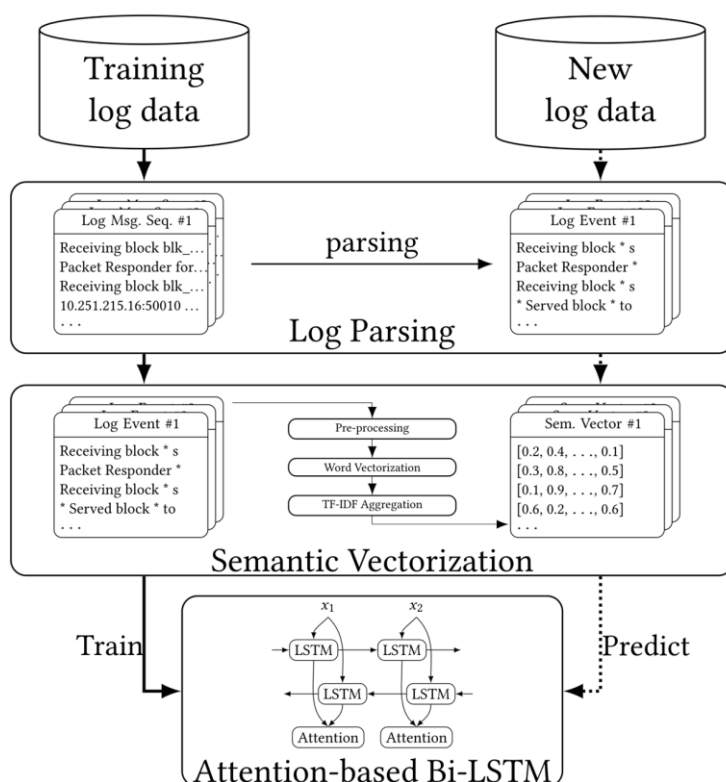 Training
log data
New
log data
Log Msg. Seq. #1
Receiving block blk_...
Packet Responder for...
Receiving block blk_...
10.251.215.16:50010 ...
. . .
parsing
Log Event #1
Receiving block * s
Packet Responder *
Receiving block * s
* Served block * to
. . .
Log Parsing
Log Event #1
Receiving block * s
Packet Responder *
Receiving block * s
* Served block * to
. . .
Pre-processing
Word Vectorization
TF-IDF Aggregation
Sem. Vector #1
[0.2, 0.4, . . ., 0.1]
[0.3, 0.8, . . ., 0.5]
[0.1, 0.9, . . ., 0.7]
[0.6, 0.2, . . ., 0.6]
. . .
Semantic Vectorization
Train
Predict
x1
x2
LSTM
LSTM
LSTM
LSTM
Attention
Attention
Attention-based Bi-LSTM